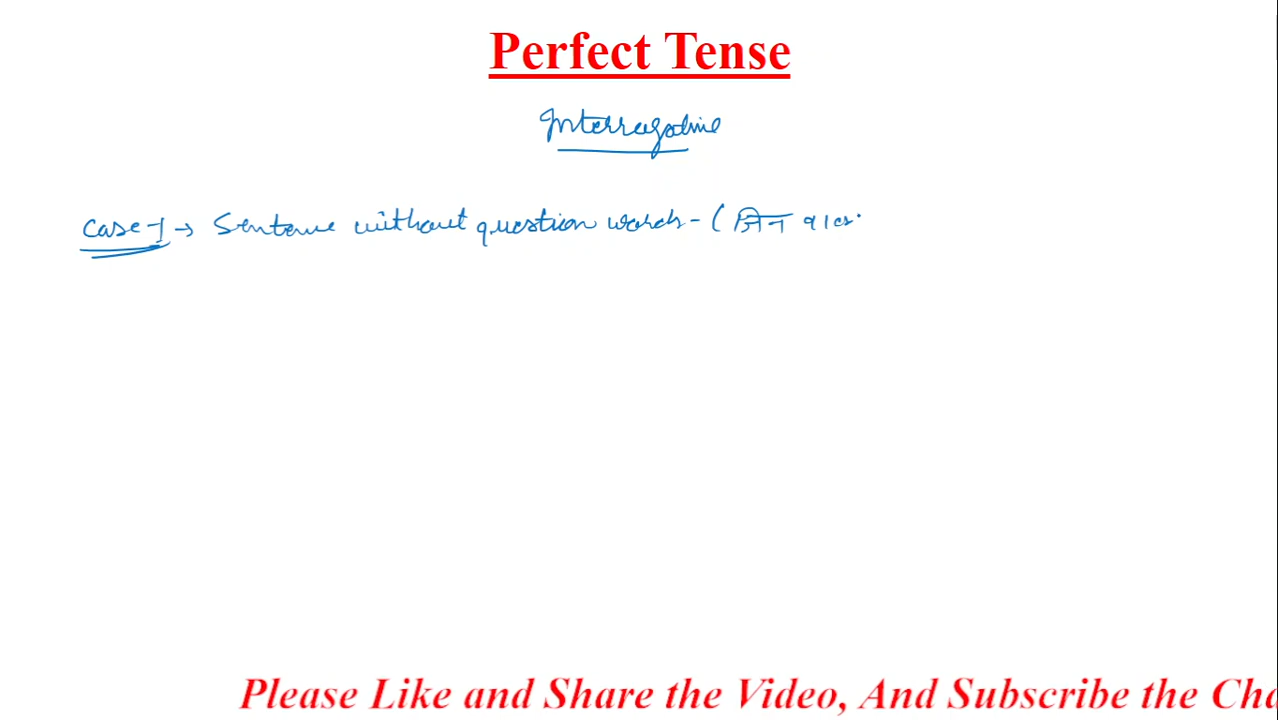 Perfect Tense
Interrogative
Case-I → Sentence without question words - ( जिन
Please Like and Share the Video, And Subscribe the Cha